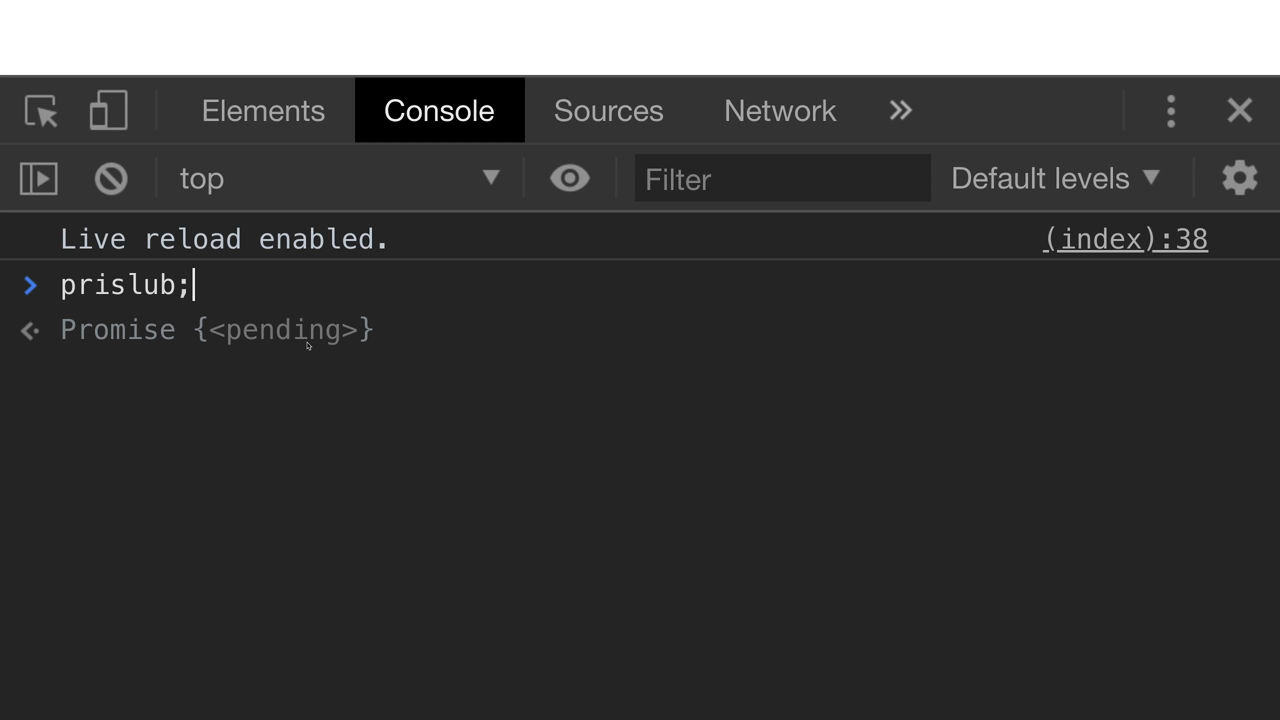 Elements Console Sources Network
top Filter Default levels
Live reload enabled. (index):38
prislub;
Promise {<pending>}